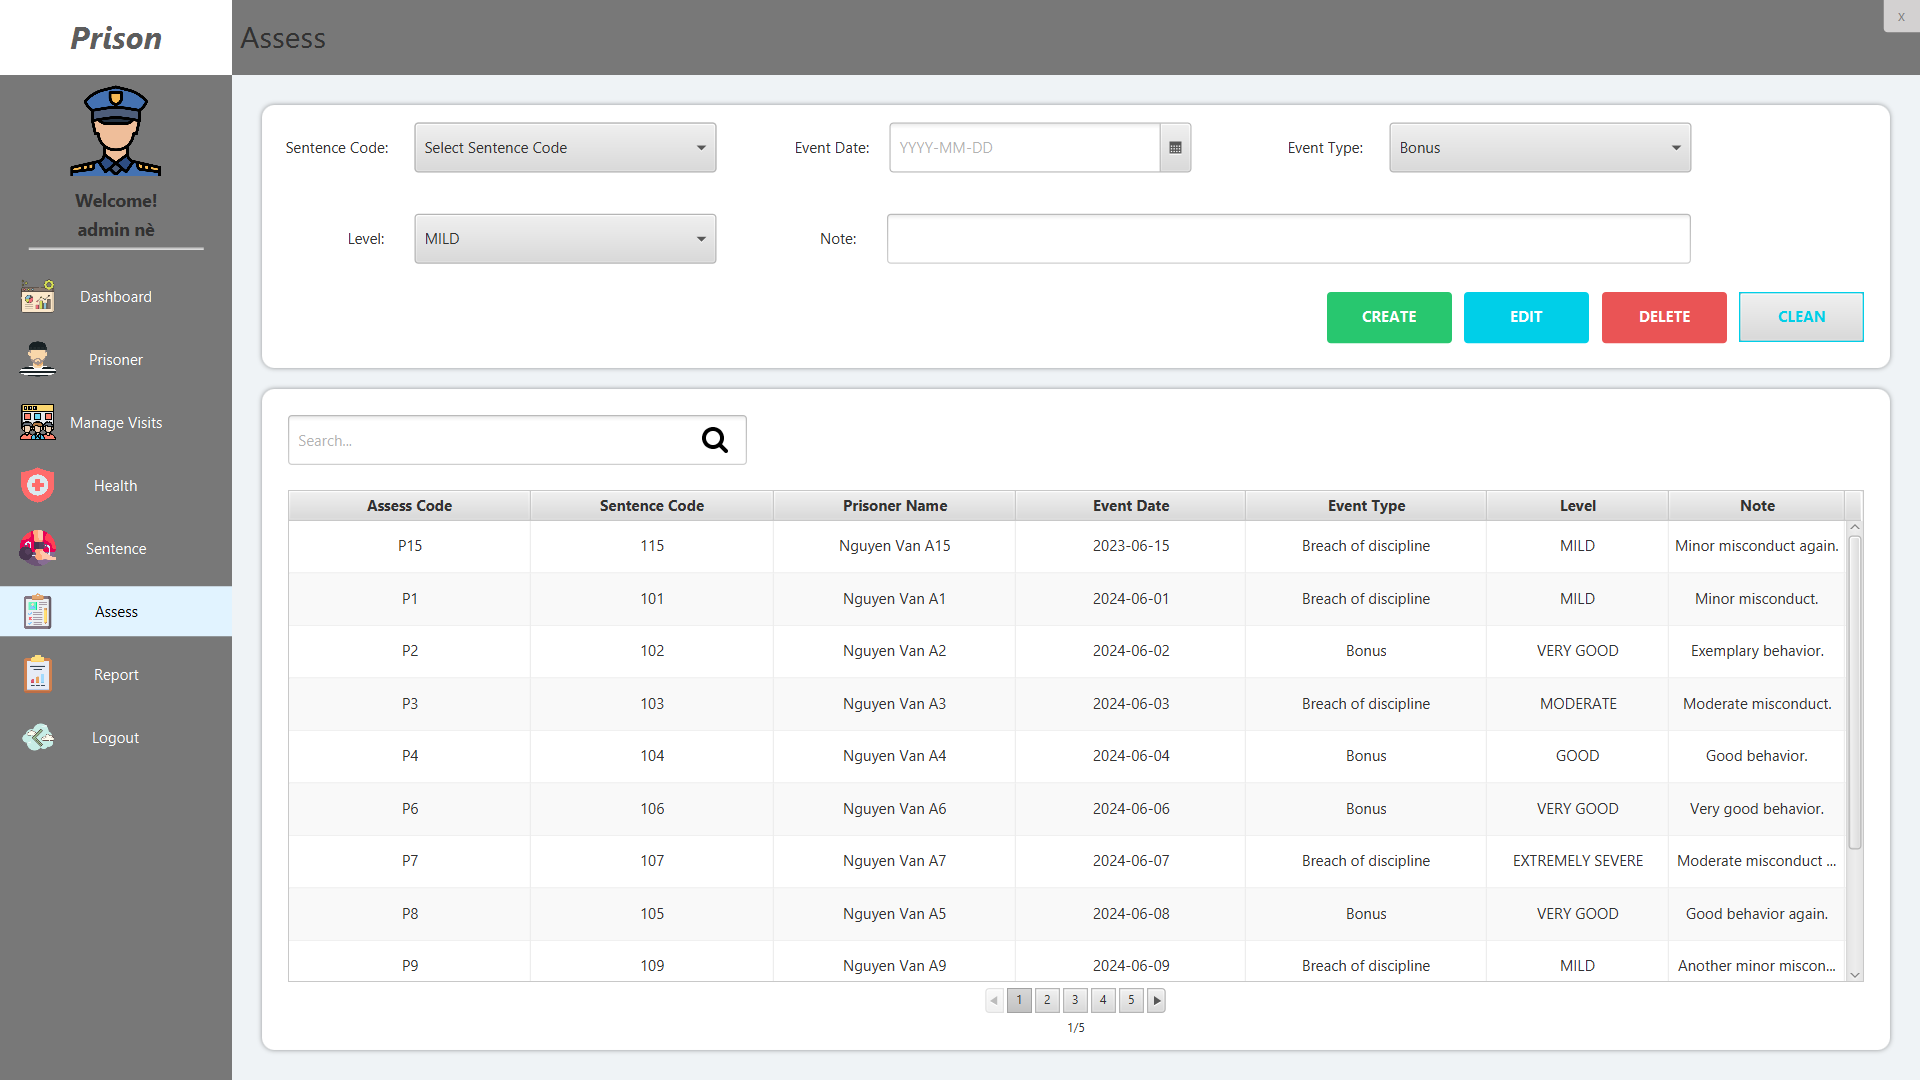 Prison
Assess
x
Welcome!
admin nè
Dashboard
Prisoner
Manage Visits
Health
Sentence
Assess
Report
Logout
Sentence Code: Select Sentence Code Event Date: YYYY-MM-DD Event Type: Bonus
Level: MILD Note:
CREATE EDIT DELETE CLEAN
Search...
Assess Code Sentence Code Prisoner Name Event Date Event Type Level Note
P15 115 Nguyen Van A15 2023-06-15 Breach of discipline MILD Minor misconduct again.
P1 101 Nguyen Van A1 2024-06-01 Breach of discipline MILD Minor misconduct.
P2 102 Nguyen Van A2 2024-06-02 Bonus VERY GOOD Exemplary behavior.
P3 103 Nguyen Van A3 2024-06-03 Breach of discipline MODERATE Moderate misconduct.
P4 104 Nguyen Van A4 2024-06-04 Bonus GOOD Good behavior.
P6 106 Nguyen Van A6 2024-06-06 Bonus VERY GOOD Very good behavior.
P7 107 Nguyen Van A7 2024-06-07 Breach of discipline EXTREMELY SEVERE Moderate misconduct ...
P8 105 Nguyen Van A5 2024-06-08 Bonus VERY GOOD Good behavior again.
P9 109 Nguyen Van A9 2024-06-09 Breach of discipline MILD Another minor miscon...
1 2 3 4 5
1/5